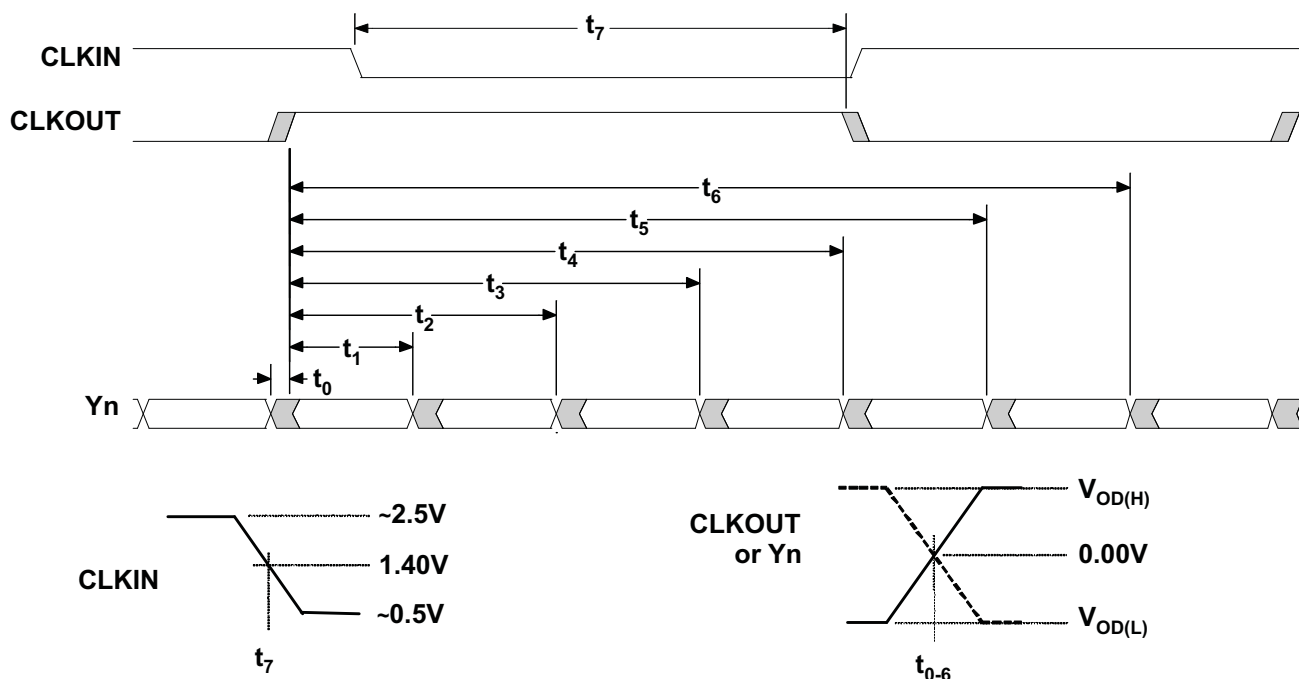 t7
CLKIN
CLKOUT
t6
t5
t4
t3
t2
t1
t0
Yn
CLKIN
~2.5V
1.40V
~0.5V
t7
CLKOUT
or Yn
VOD(H)
0.00V
VOD(L)
t0-6